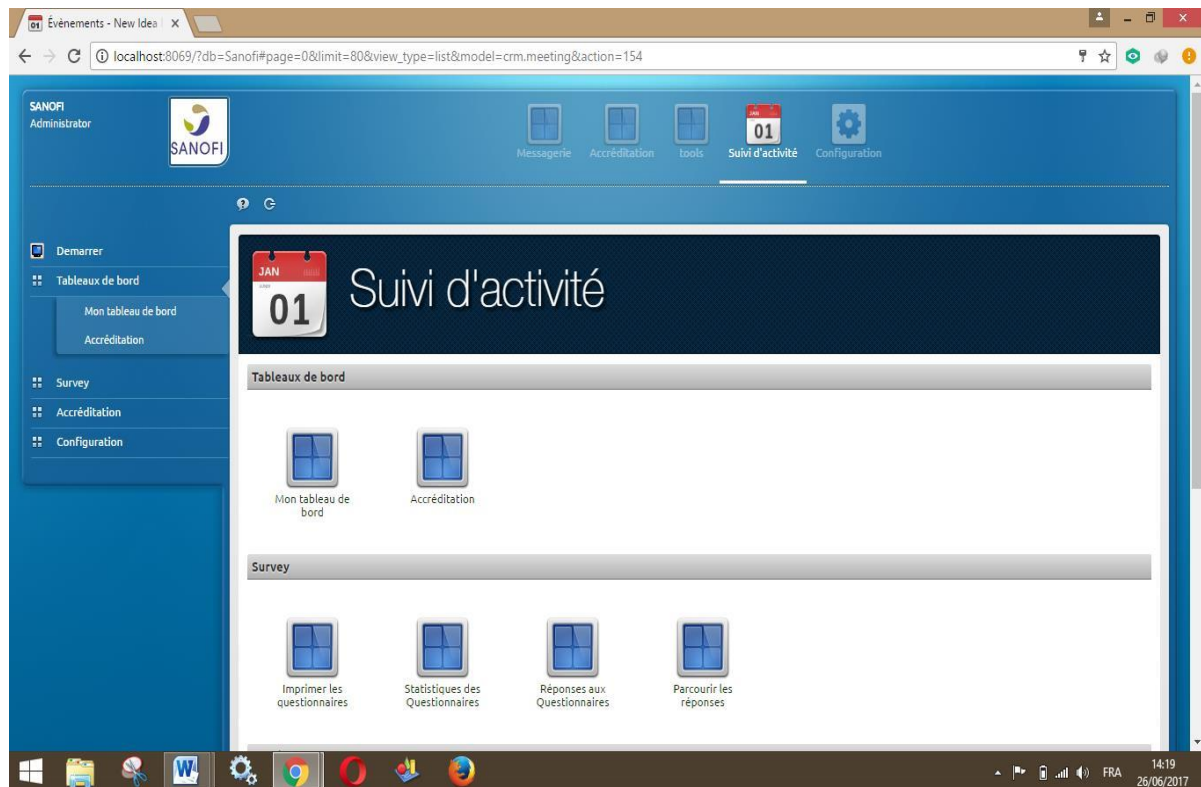 Évènements - New Idea
localhost:8069/?db=Sanofi#page=0&limit=80&view_type=list&model=crm.meeting&action=154
SANOFI
Administrator
SANOFI
Messagerie
Accréditation
tools
JAN
01
Suivi d'activité
Configuration
Demarrer
Tableaux de bord
Mon tableau de bord
Accréditation
Survey
Accréditation
Configuration
JAN
01
Suivi d'activité
Tableaux de bord
Mon tableau de
bord
Accréditation
Survey
Imprimer les
questionnaires
Statistiques des
Questionnaires
Réponses aux
Questionnaires
Parcourir les
réponses
FRA
14:19
26/06/2017